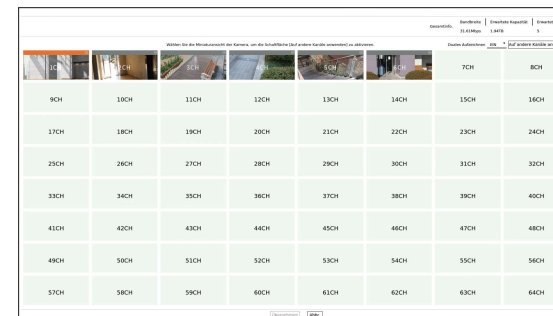 Gesamtinfo. Bandbreite Erwartete Kapazität Erwartet
31.61Mbps 1.84TB 5
Wählen Sie die Miniaturansicht der Kamera, um die Schaltfläche [Auf andere Kanäle anwenden] zu aktivieren. Duales Aufzeichnen EIN Auf andere Kanäle an
1CH 2CH 3CH 4CH 5CH 6CH 7CH 8CH
9CH 10CH 11CH 12CH 13CH 14CH 15CH 16CH
17CH 18CH 19CH 20CH 21CH 22CH 23CH 24CH
25CH 26CH 27CH 28CH 29CH 30CH 31CH 32CH
33CH 34CH 35CH 36CH 37CH 38CH 39CH 40CH
41CH 42CH 43CH 44CH 45CH 46CH 47CH 48CH
49CH 50CH 51CH 52CH 53CH 54CH 55CH 56CH
57CH 58CH 59CH 60CH 61CH 62CH 63CH 64CH
Übernehmen Abbr.